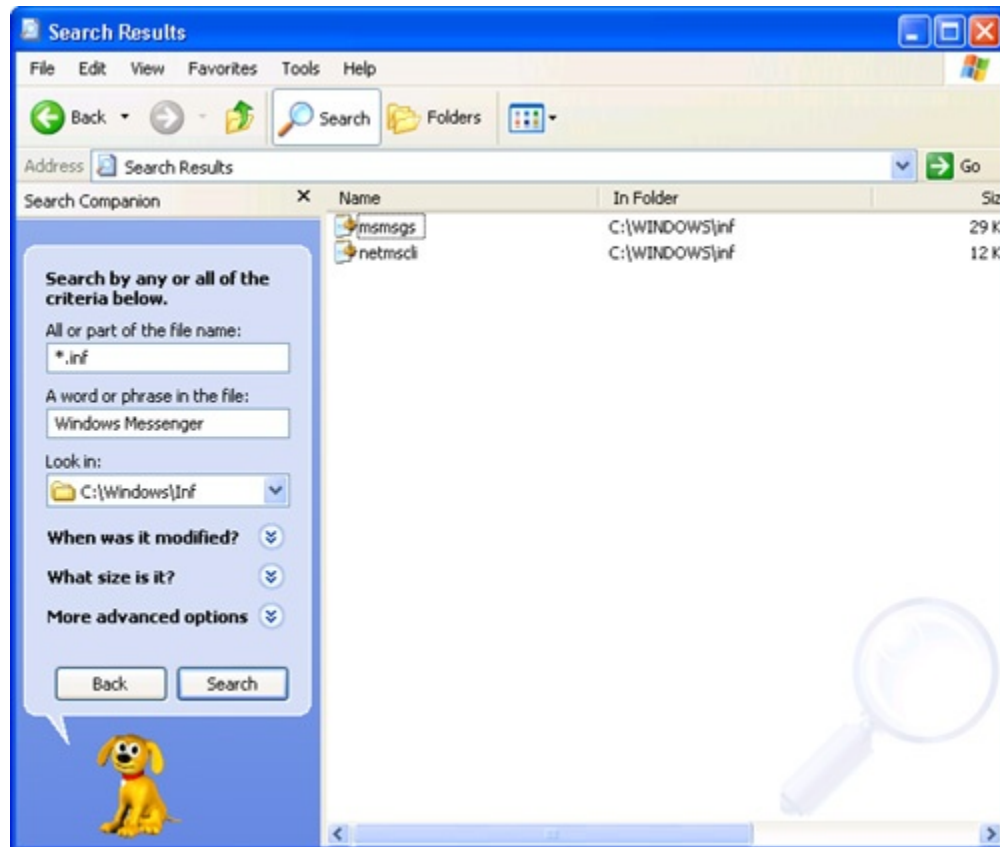 Search Results
File Edit View Favorites Tools Help
Back Search Folders
Address Search Results Go
Search Companion
Name In Folder Siz
msmsgs C:\WINDOWS\inf 29 K
netmscli C:\WINDOWS\inf 12 K
Search by any or all of the
criteria below.
All or part of the file name:
*.inf
A word or phrase in the file:
Windows Messenger
Look in:
C:\Windows\Inf
When was it modified?
What size is it?
More advanced options
Back Search